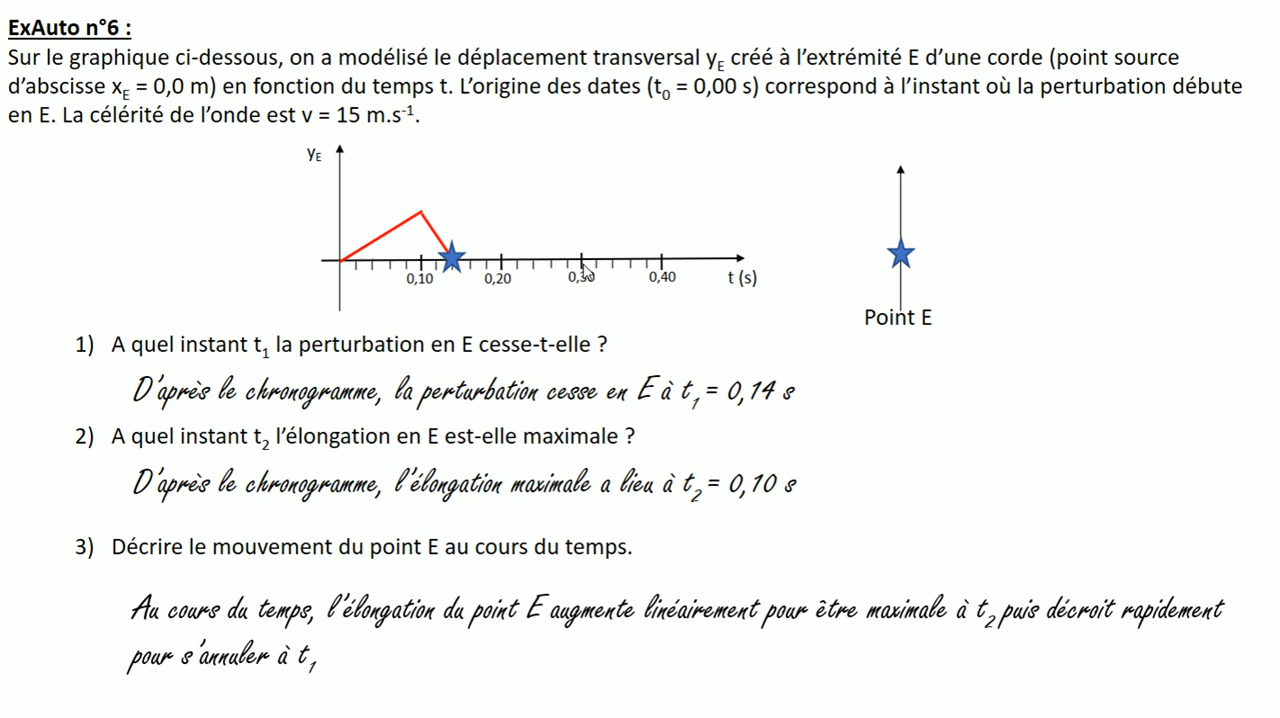 ExAuto n°6 :
Sur le graphique ci-dessous, on a modélisé le déplacement transversal yE créé à l'extrémité E d'une corde (point source
d'abscisse xE = 0,0 m) en fonction du temps t. L'origine des dates (t0 = 0,00 s) correspond à l'instant où la perturbation débute
en E. La célérité de l'onde est v = 15 m.s-1.
yE
0,10 0,20 0,30 0,40 t (s)
Point E
1) A quel instant t1 la perturbation en E cesse-t-elle ?
D'après le chronogramme, la perturbation cesse en E à t1 = 0,14 s
2) A quel instant t2 l'élongation en E est-elle maximale ?
D'après le chronogramme, l'élongation maximale a lieu à t2 = 0,10 s
3) Décrire le mouvement du point E au cours du temps.
Au cours du temps, l'élongation du point E augmente linéairement pour être maximale à t2 puis décroit rapidement
pour s'annuler à t1